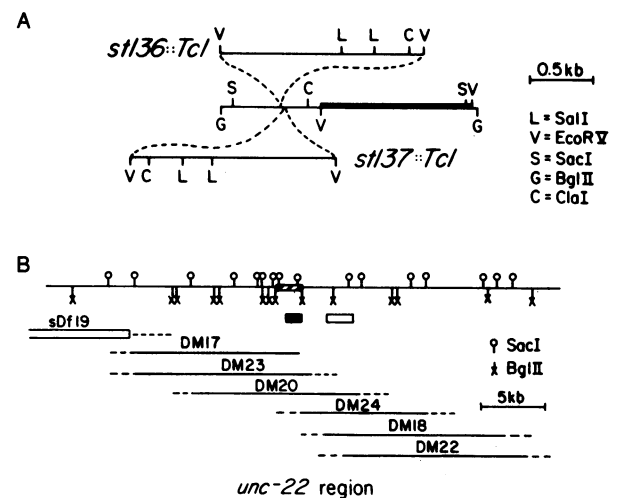 A
V L L C V
st136::Tc1
0.5kb
S C SV
G V G
L = SalI
V = EcoRV
S = SacI
G = BglII
C = ClaI
st137::Tc1
V C L L V
B
sDf19
SacI
DM17
BglII
DM23
DM20
5kb
DM24
DM18
DM22
unc-22 region